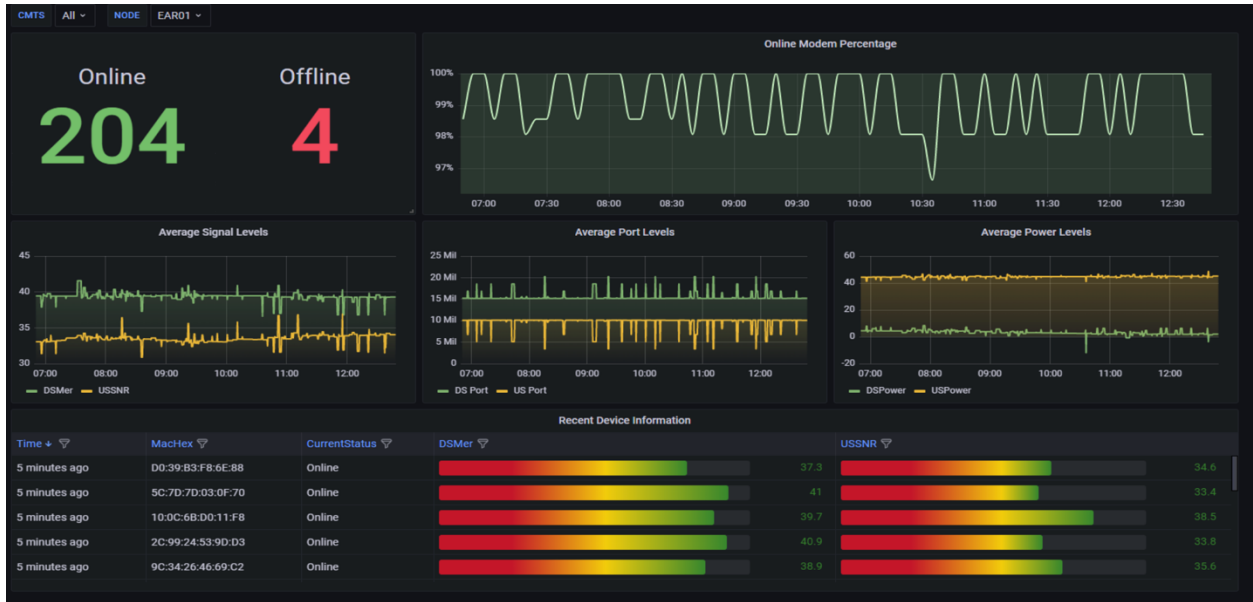 CMTS All NODE EAR01
Online Offline
204 4
Online Modem Percentage
100%
99%
98%
97%
07:00 07:30 08:00 08:30 09:00 09:30 10:00 10:30 11:00 11:30 12:00 12:30
Average Signal Levels
45
40
35
30
07:00 08:00 09:00 10:00 11:00 12:00
DSMer USSNR
Average Port Levels
25 Mil
20 Mil
15 Mil
10 Mil
5 Mil
0
07:00 08:00 09:00 10:00 11:00 12:00
DS Port US Port
Average Power Levels
60
40
20
0
-20
07:00 08:00 09:00 10:00 11:00 12:00
DSPower USPower
Recent Device Information
Time MacHex CurrentStatus DSMer USSNR
5 minutes ago D0:39:B3:F8:6E:88 Online 37.3 34.6
5 minutes ago 5C:7D:7D:03:0F:70 Online 41 33.4
5 minutes ago 10:0C:6B:D0:11:F8 Online 39.7 38.5
5 minutes ago 2C:99:24:53:9D:D3 Online 40.9 33.8
5 minutes ago 9C:34:26:46:69:C2 Online 38.9 35.6